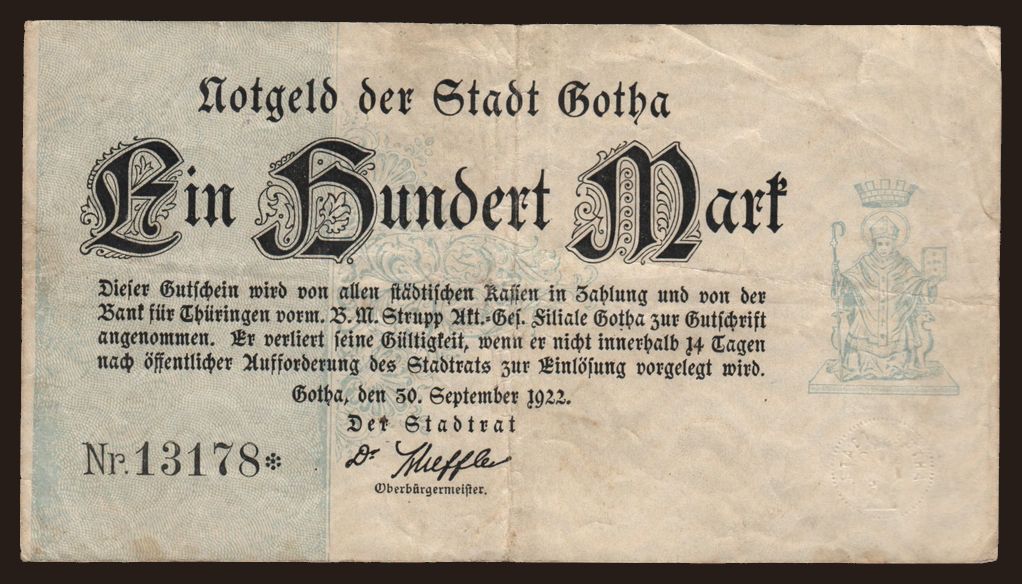 Notgeld der Stadt Gotha
Ein Hundert Mark
Dieser Gutschein wird von allen städtischen Kassen in Zahlung und von der
Bank für Thüringen vorm. B. M. Strupp Akt.-Ges. Filiale Gotha zur Gutschrift
angenommen. Er verliert seine Gültigkeit, wenn er nicht innerhalb 14 Tagen
nach öffentlicher Aufforderung des Stadtrats zur Einlösung vorgelegt wird.
Gotha, den 30. September 1922.
Der Stadtrat
Nr. 13178*
Dr
Oberbürgermeister.